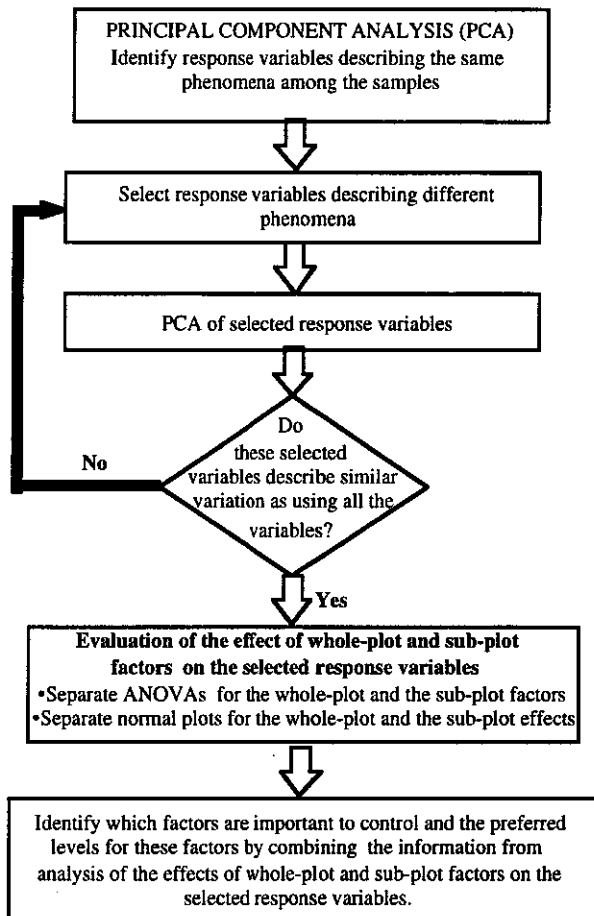 PRINCIPAL COMPONENT ANALYSIS (PCA)
Identify response variables describing the same
phenomena among the samples
Select response variables describing different
phenomena
PCA of selected response variables
Do
these selected
variables describe similar
variation as using all the
variables?
No
Yes
Evaluation of the effect of whole-plot and sub-plot
factors on the selected response variables
•Separate ANOVAs for the whole-plot and the sub-plot factors
•Separate normal plots for the whole-plot and the sub-plot effects
Identify which factors are important to control and the preferred
levels for these factors by combining the information from
analysis of the effects of whole-plot and sub-plot factors on the
selected response variables.